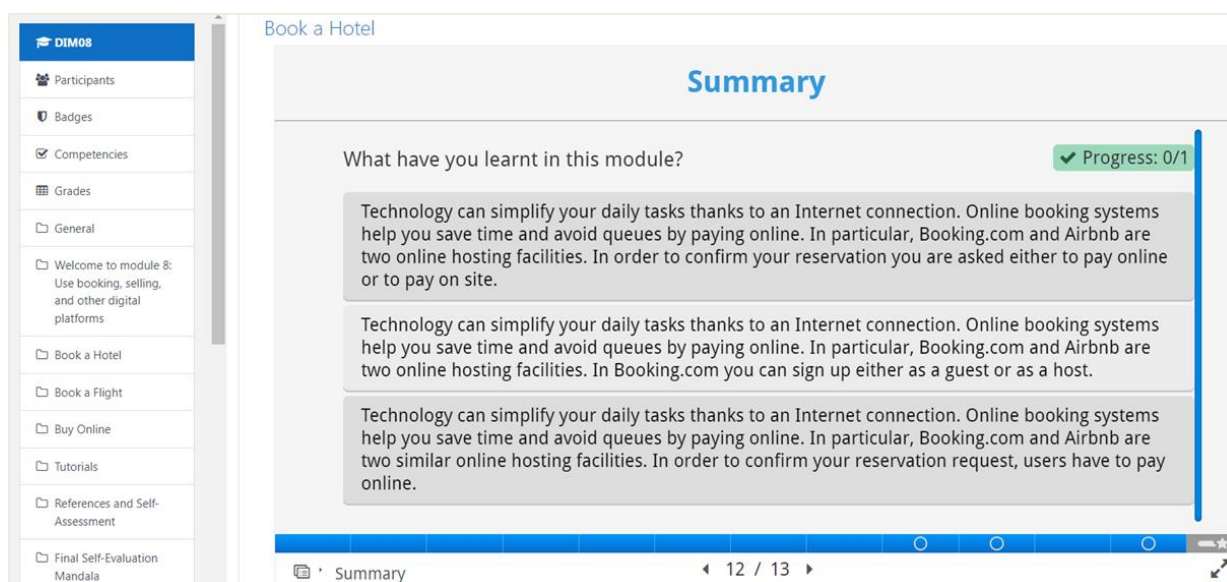 DIM08
Participants
Badges
Competencies
Grades
General
Welcome to module 8:
Use booking, selling,
and other digital
platforms
Book a Hotel
Book a Flight
Buy Online
Tutorials
References and Self-
Assessment
Final Self-Evaluation
Mandala
Book a Hotel
Summary
What have you learnt in this module?
Progress: 0/1
Technology can simplify your daily tasks thanks to an Internet connection. Online booking systems
help you save time and avoid queues by paying online. In particular, Booking.com and Airbnb are
two online hosting facilities. In order to confirm your reservation you are asked either to pay online
or to pay on site.
Technology can simplify your daily tasks thanks to an Internet connection. Online booking systems
help you save time and avoid queues by paying online. In particular, Booking.com and Airbnb are
two online hosting facilities. In Booking.com you can sign up either as a guest or as a host.
Technology can simplify your daily tasks thanks to an Internet connection. Online booking systems
help you save time and avoid queues by paying online. In particular, Booking.com and Airbnb are
two similar online hosting facilities. In order to confirm your reservation request, users have to pay
online.
Summary
12 / 13